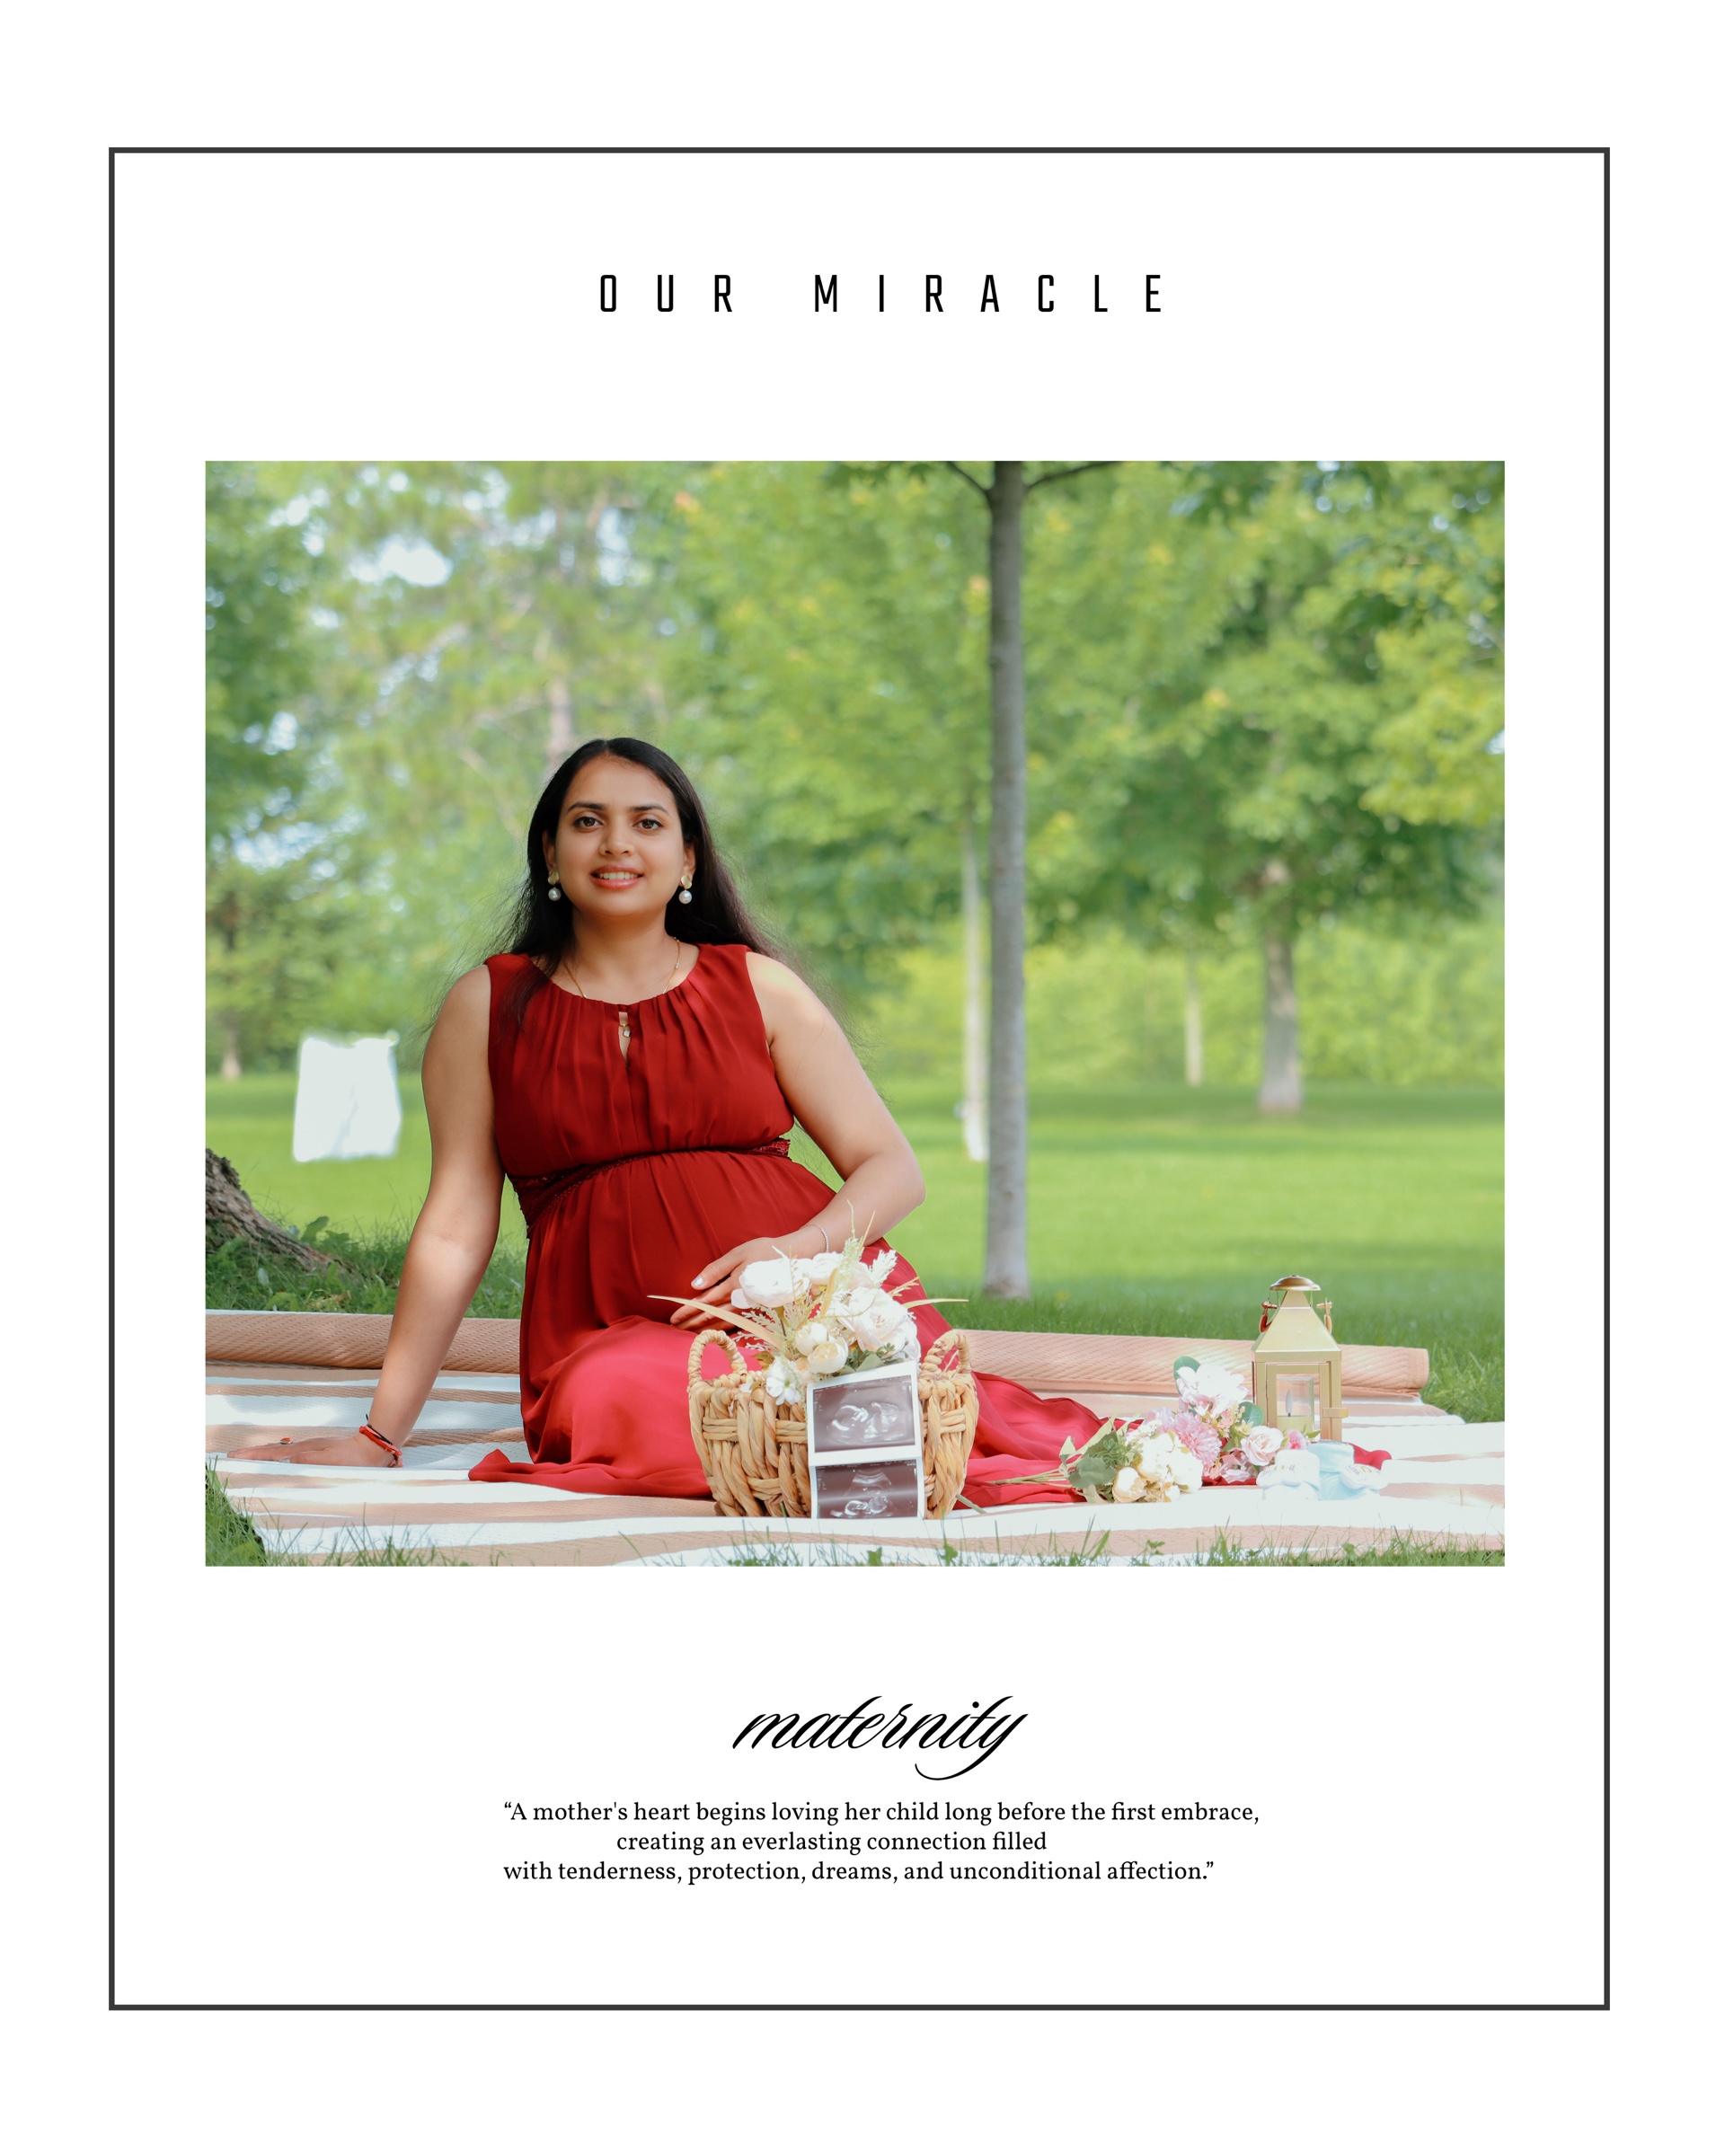 OUR MIRACLE
maternity
“A mother's heart begins loving her child long before the first embrace,
creating an everlasting connection filled
with tenderness, protection, dreams, and unconditional affection.”